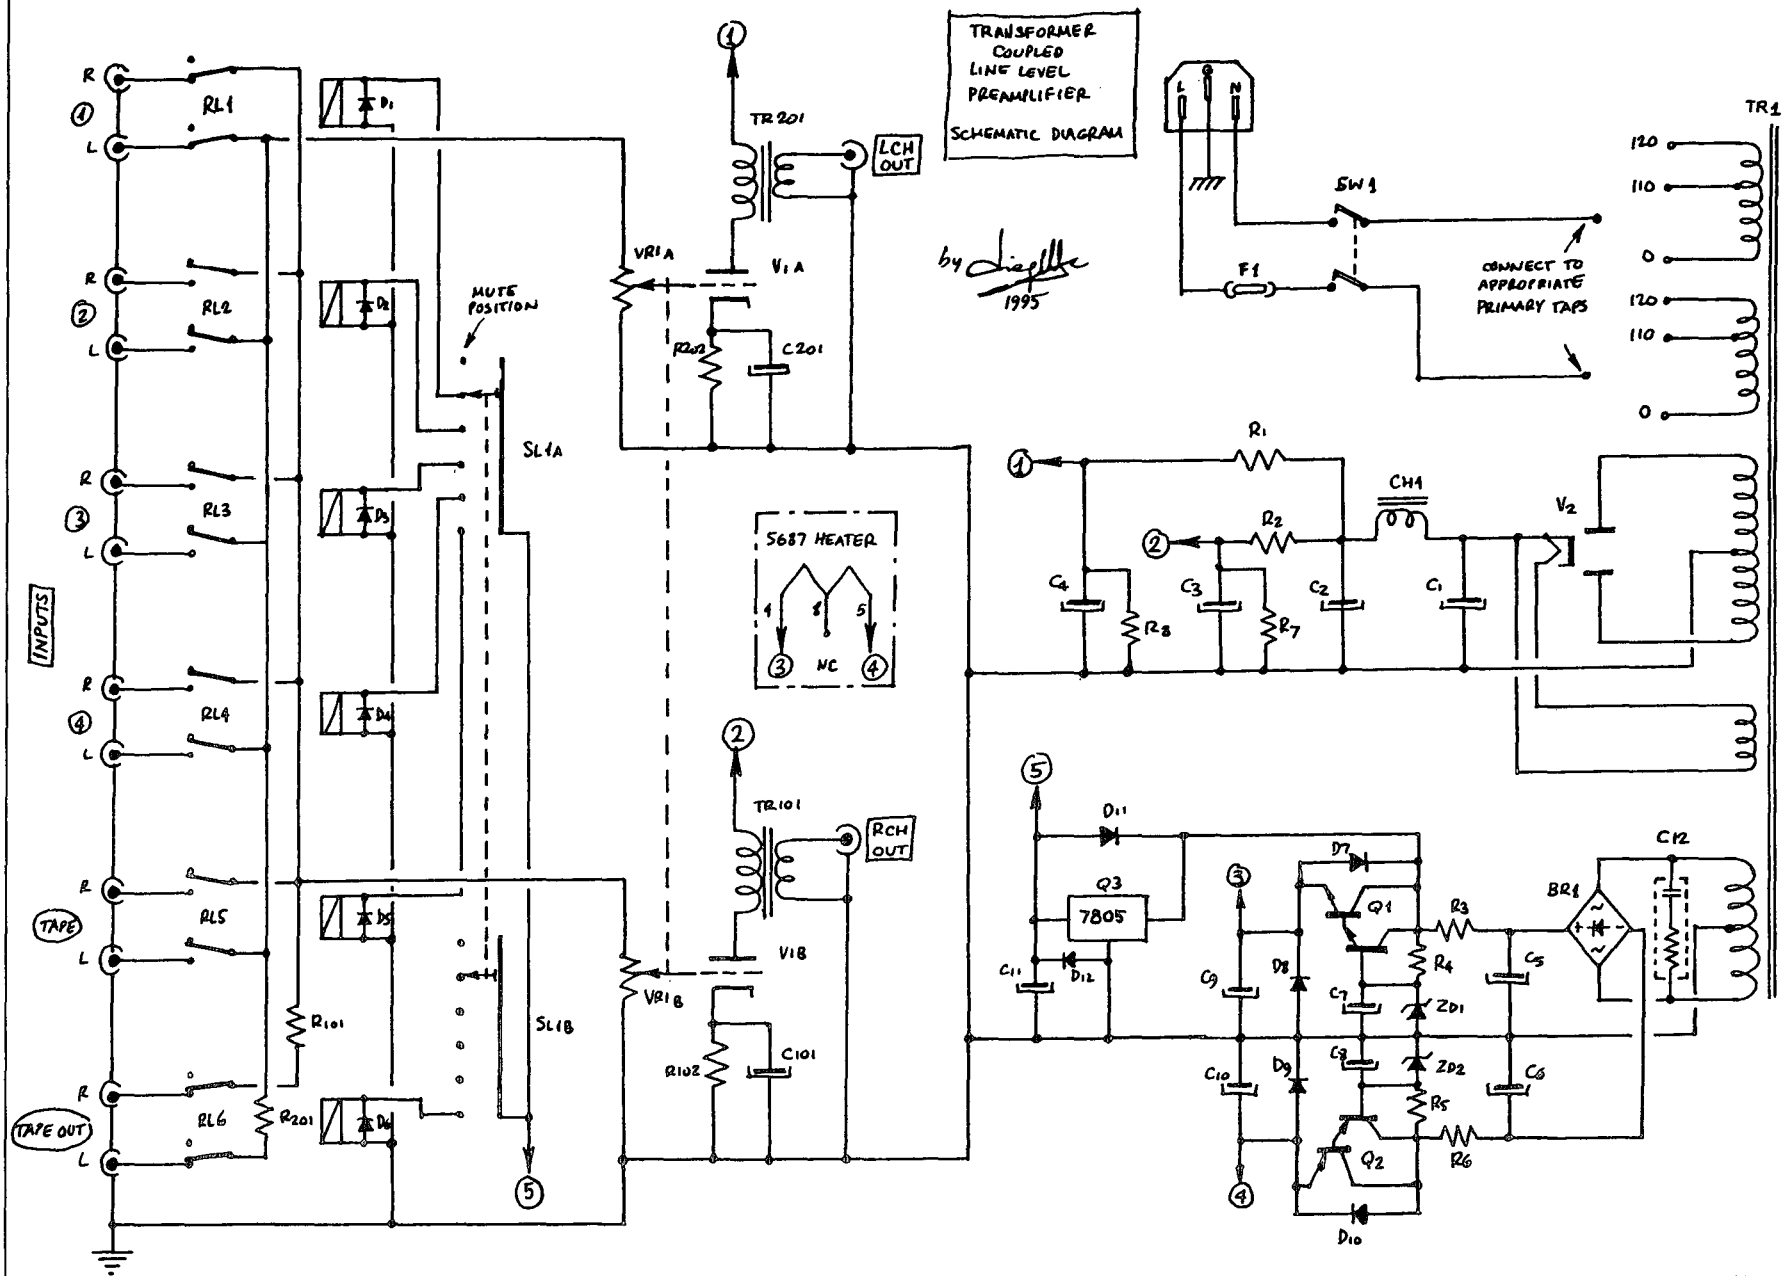 TRANSFORMER
COUPLED
LINE LEVEL
PREAMPLIFIER
SCHEMATIC DIAGRAM
by
1995
INPUTS
R
1
L
RL1
D1
R
2
L
RL2
D2
R
3
L
RL3
D3
R
4
L
RL4
D4
R
TAPE
L
RL5
D5
R101
R
TAPE OUT
L
RL6
R201
D6
MUTE
POSITION
SL1A
SL1B
5
1
TR201
LCH
OUT
VR1A
V1A
R202
C201
5687 HEATER
4
8
5
3
NC
4
2
TR101
RCH
OUT
V1B
VR1B
R102
C101
L
G
N
SW1
F1
CONNECT TO
APPROPRIATE
PRIMARY TAPS
TR1
120
110
0
120
110
0
1
R1
CH1
V2
2
R2
C4
R8
C3
R7
C2
C1
5
D11
Q3
7805
C11
D12
3
D7
Q1
R3
BR1
C12
C9
D8
C7
R4
ZD1
C5
C10
D9
C8
ZD2
R5
C6
Q2
R6
4
D10